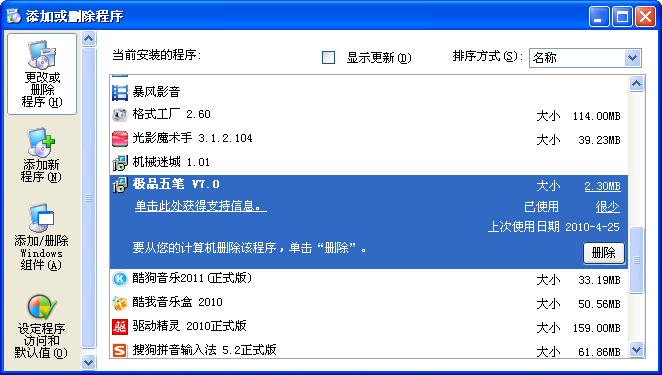 添加或删除程序
更改或
删除
程序(H)
添加新
程序(N)
添加/删除
Windows
组件(A)
设定程序
访问和
默认值(O)
当前安装的程序:
显示更新(D)
排序方式(S):
名称
暴风影音
格式工厂 2.60
大小
114.00MB
光影魔术手 3.1.2.104
大小
39.23MB
机械迷城 1.01
极品五笔 V7.0
大小
2.30MB
单击此处获得支持信息。
已使用
很少
上次使用日期
2010-4-25
要从您的计算机删除该程序，单击“删除”。
删除
酷狗音乐2011(正式版)
大小
33.19MB
酷我音乐盒 2010
大小
50.56MB
驱动精灵 2010正式版
大小
159.00MB
搜狗拼音输入法 5.2正式版
大小
61.86MB